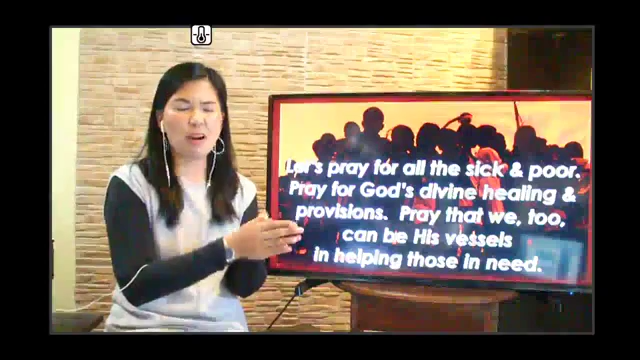 Let's pray for all the sick & poor.
Pray for God's divine healing &
provisions. Pray that we, too,
can be His vessels
in helping those in need.